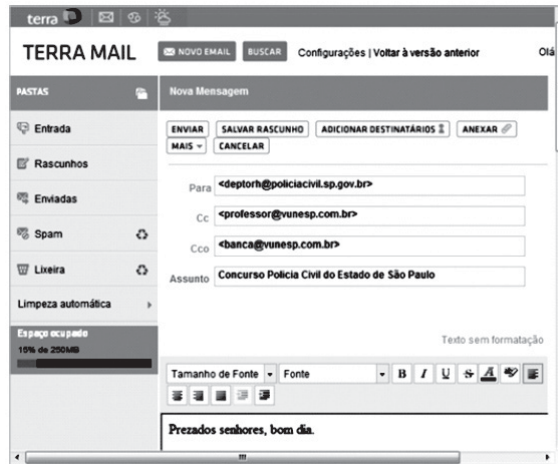 terra
TERRA MAIL
NOVO EMAIL BUSCAR Configurações | Voltar à versão anterior Olá
PASTAS
Nova Mensagem
Entrada
Rascunhos
Enviadas
Spam
Lixeira
Limpeza automática
Espaço ocupado
15% de 250MB
ENVIAR SALVAR RASCUNHO ADICIONAR DESTINATÁRIOS ANEXAR
MAIS CANCELAR
Para <deptorh@policiacivil.sp.gov.br>
Cc <professor@vunesp.com.br>
Cco <banca@vunesp.com.br>
Assunto Concurso Policia Civil do Estado de São Paulo
Texto sem formatação
Tamanho de Fonte Fonte B I U S A
Prezados senhores, bom dia.